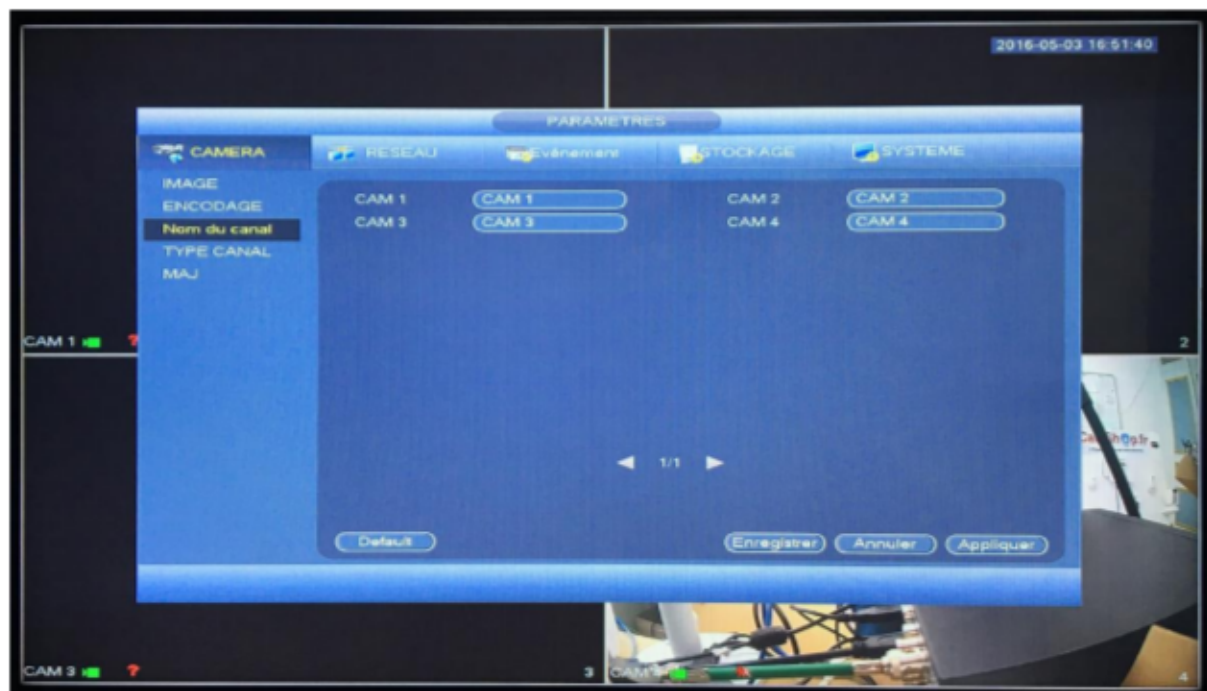 2016-05-03 16:51:40
PARAMETRES
CAMERA RESEAU Evénement STOCKAGE SYSTEME
IMAGE
ENCODAGE
Nom du canal
TYPE CANAL
MAJ
CAM 1 CAM 1 CAM 2 CAM 2
CAM 3 CAM 3 CAM 4 CAM 4
CAM 1 ? 2
1/1
Default Enregistrer Annuler Appliquer
CAM 3 ? 3 CAM 4